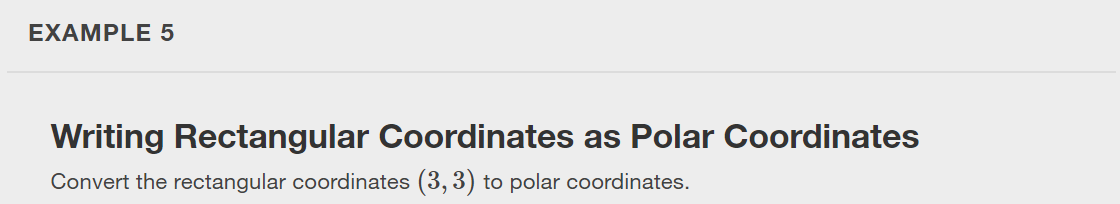 EXAMPLE 5
Writing Rectangular Coordinates as Polar Coordinates
Convert the rectangular coordinates (3, 3) to polar coordinates.